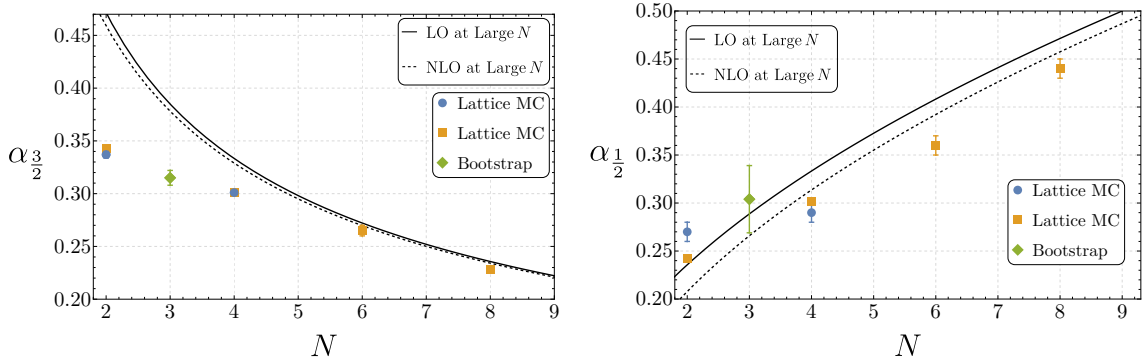 LO at Large N
NLO at Large N
Lattice MC
Lattice MC
Bootstrap
0.45
0.40
0.35
0.30
0.25
0.20
α 3/2
2 3 4 5 6 7 8 9
N
LO at Large N
NLO at Large N
Lattice MC
Lattice MC
Bootstrap
0.50
0.45
0.40
0.35
0.30
0.25
0.20
α 1/2
2 3 4 5 6 7 8 9
N